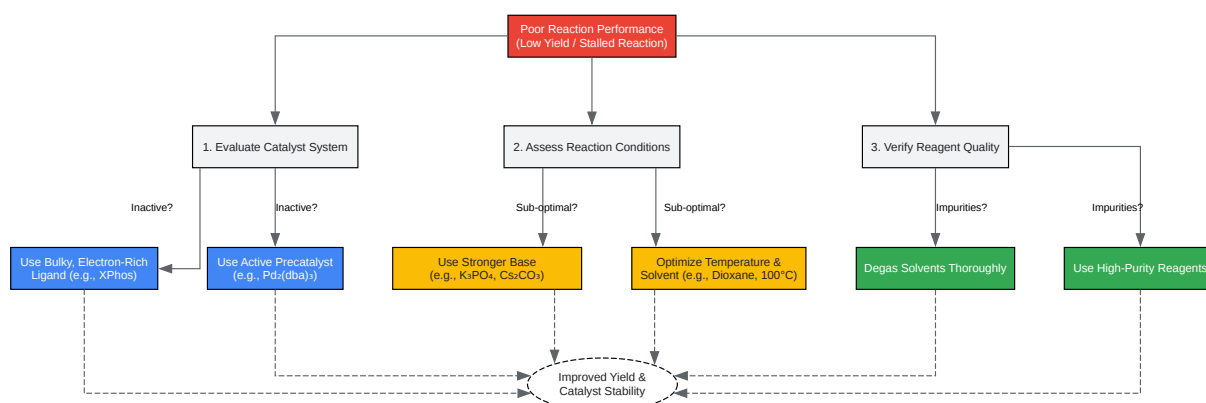 Poor Reaction Performance
(Low Yield / Stalled Reaction)
1. Evaluate Catalyst System
2. Assess Reaction Conditions
3. Verify Reagent Quality
Inactive?
Inactive?
Sub-optimal?
Sub-optimal?
Impurities?
Impurities?
Use Bulky, Electron-Rich
Ligand (e.g., XPhos)
Use Active Precatalyst
(e.g., Pd₂(dba)₃)
Use Stronger Base
(e.g., K₃PO₄, Cs₂CO₃)
Optimize Temperature &
Solvent (e.g., Dioxane, 100°C)
Degas Solvents Thoroughly
Use High-Purity Reagents
Improved Yield &
Catalyst Stability